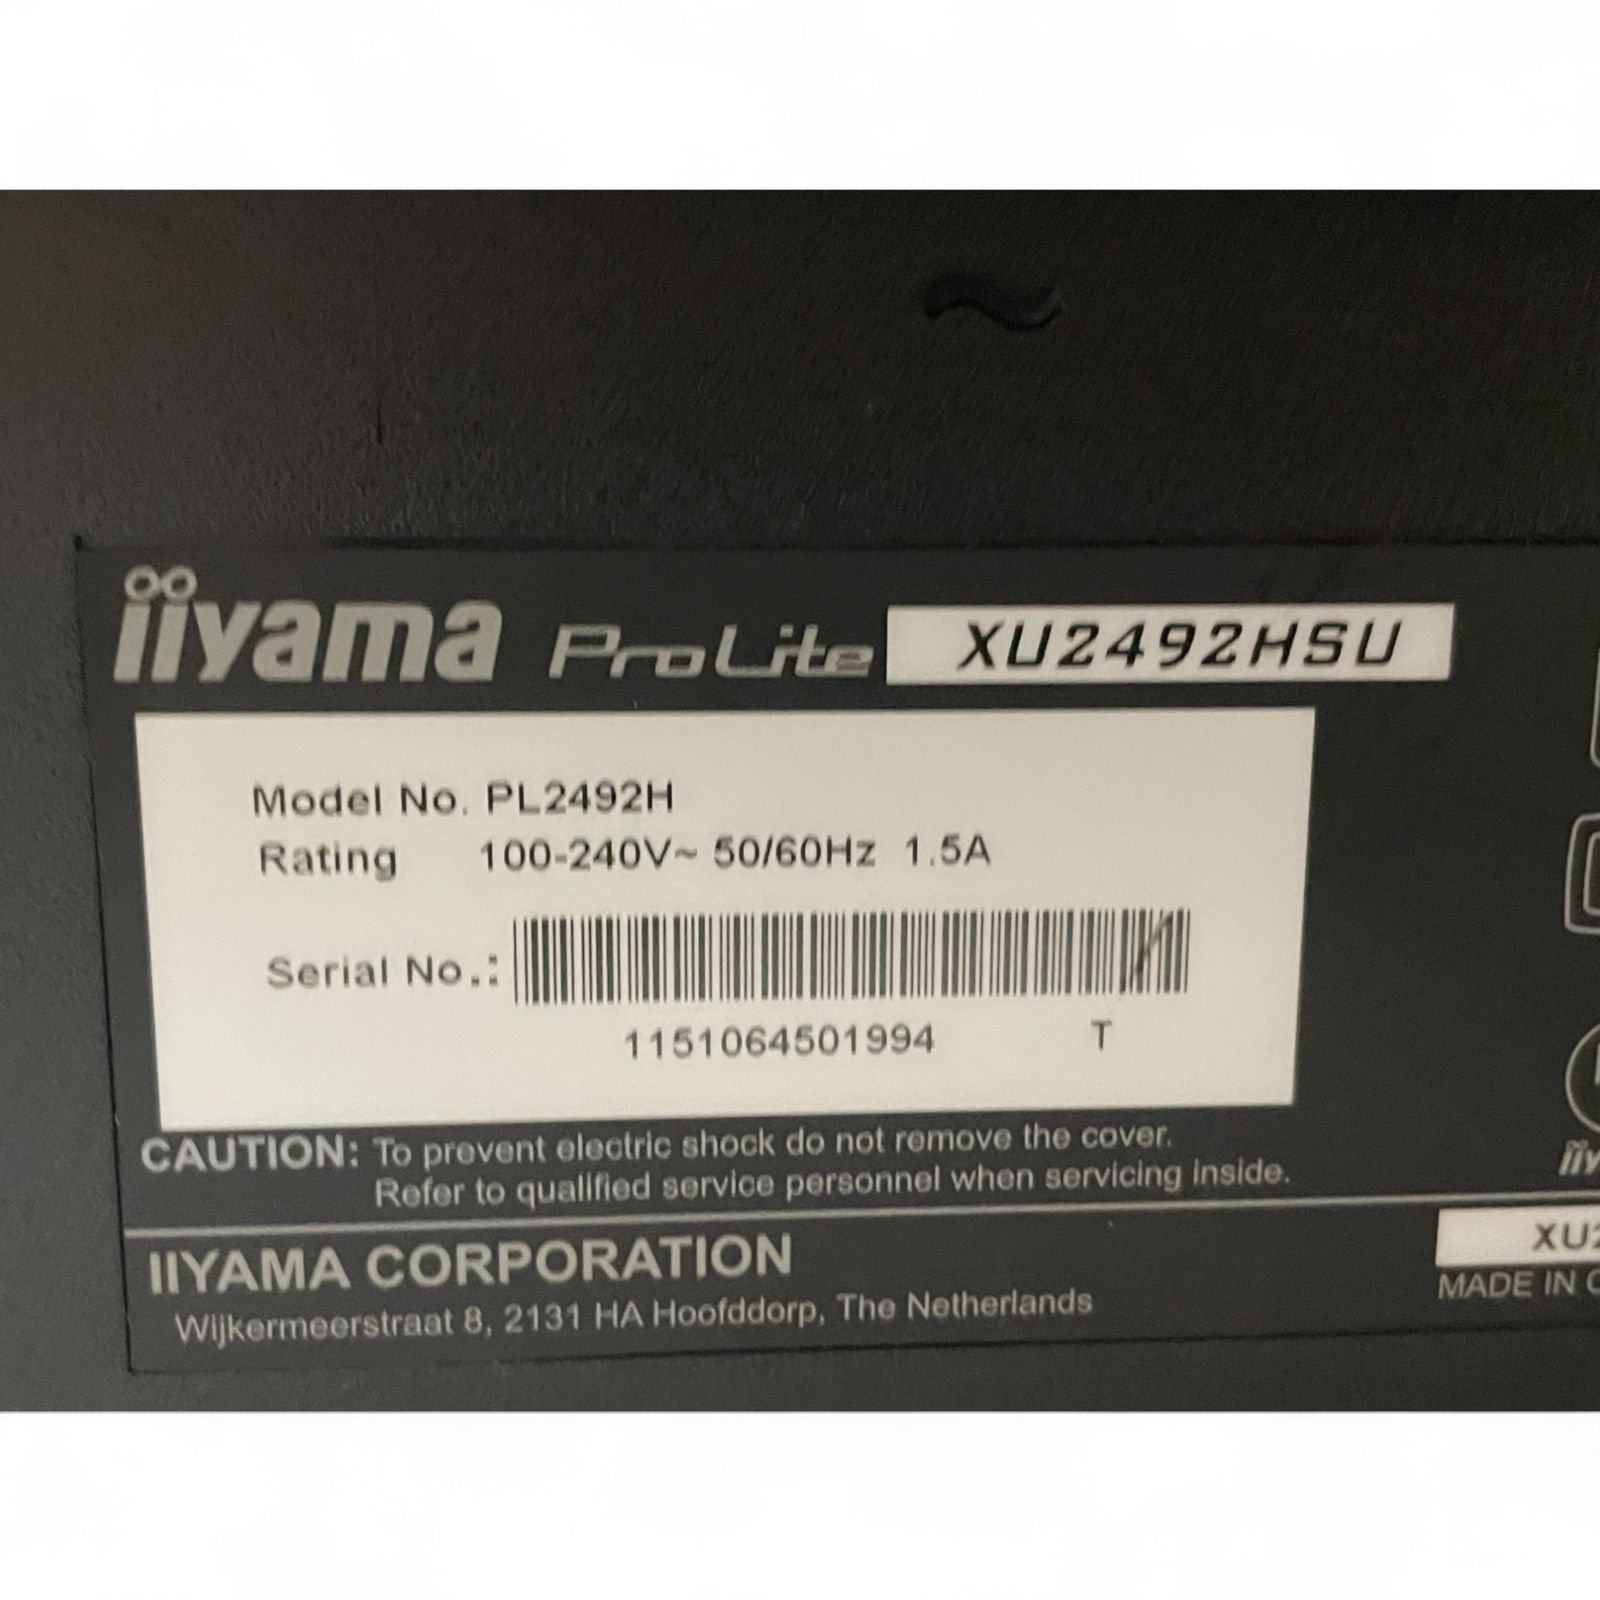 iiyama ProLite XU2492HSU
Model No. PL2492H
Rating 100-240V~ 50/60Hz 1.5A
Serial No.:
1151064501994 T
CAUTION: To prevent electric shock do not remove the cover.
Refer to qualified service personnel when servicing inside.
IIYAMA CORPORATION
Wijkermeerstraat 8, 2131 HA Hoofddorp, The Netherlands
MADE IN